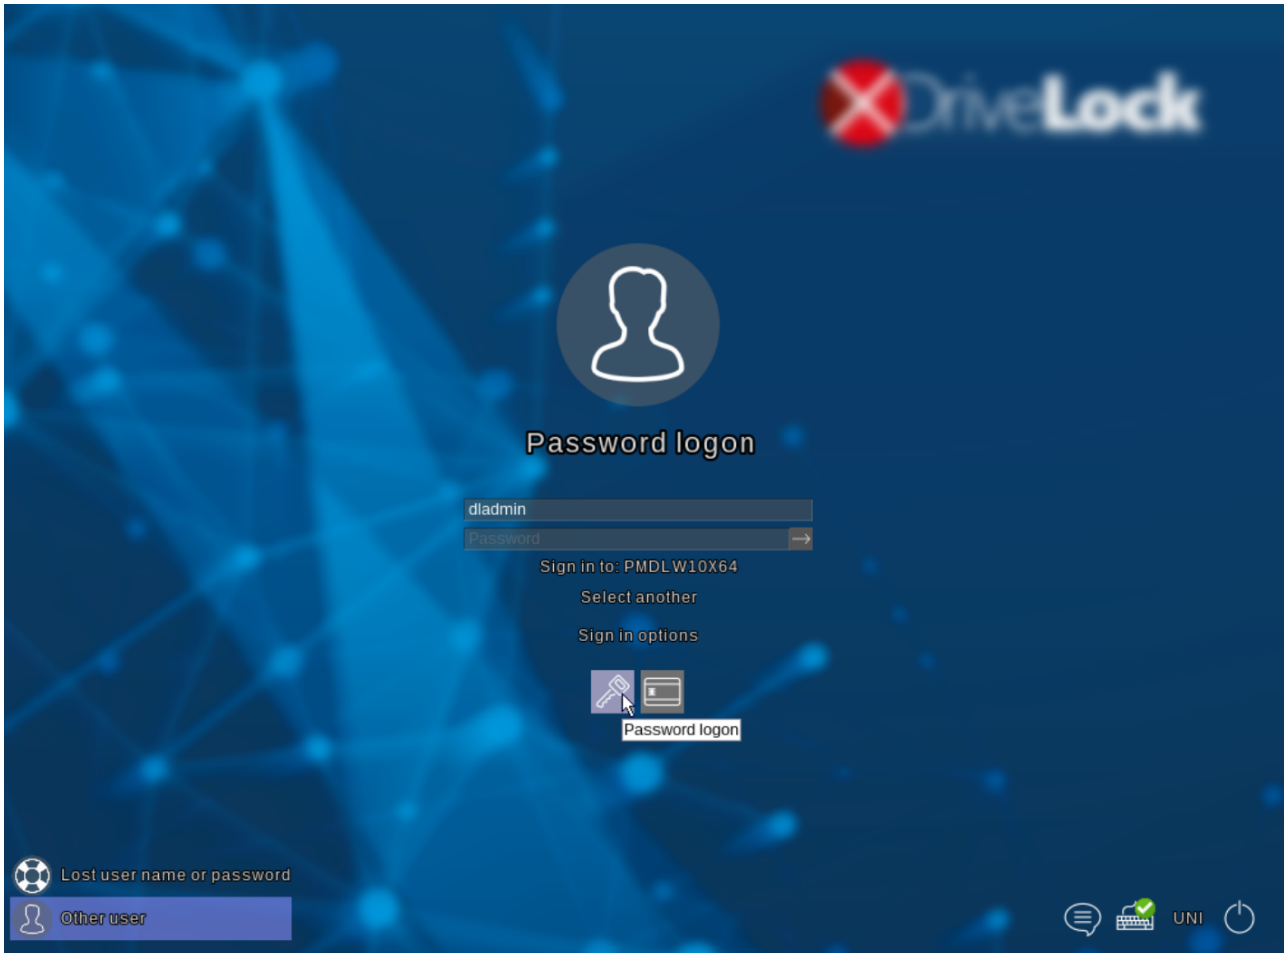 DriveLock
Password logon
dladmin
Password
Sign in to: PMDLW10X64
Select another
Sign in options
Password logon
Lost user name or password
Other user
UNI